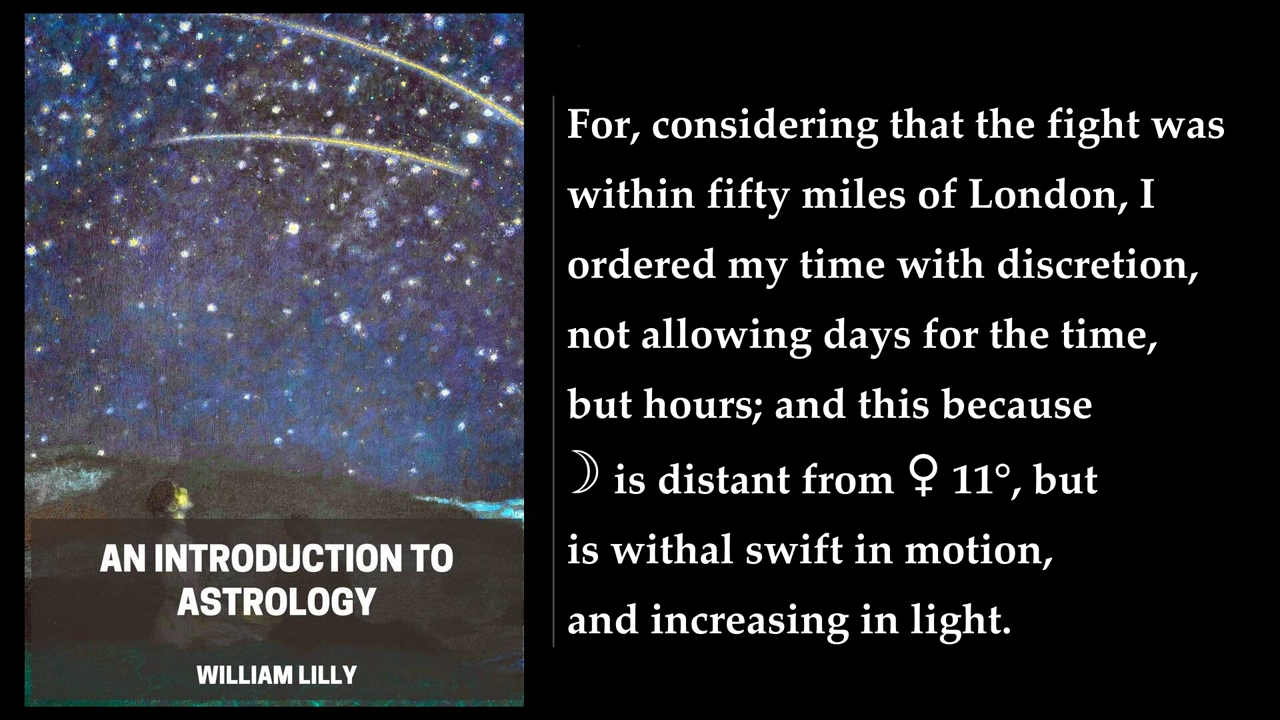 AN INTRODUCTION TO
ASTROLOGY
WILLIAM LILLY
For, considering that the fight was
within fifty miles of London, I
ordered my time with discretion,
not allowing days for the time,
but hours; and this because
☽ is distant from ♀ 11°, but
is withal swift in motion,
and increasing in light.